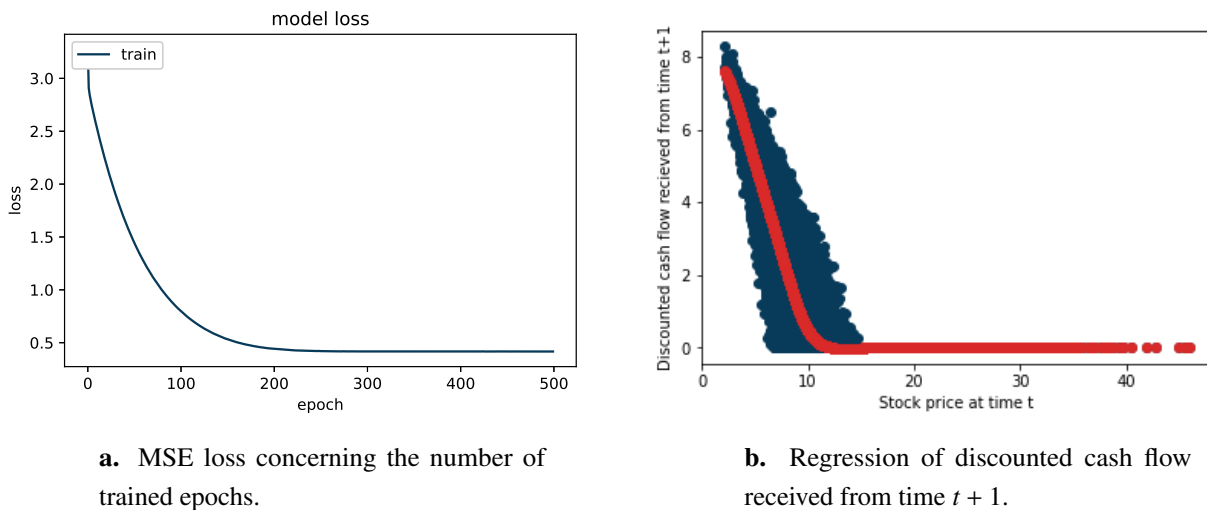 model loss
train
3.0
2.5
2.0
1.5
1.0
0.5
loss
0 100 200 300 400 500
epoch
a. MSE loss concerning the number of
trained epochs.
8
6
4
2
0
Discounted cash flow recieved from time t+1
0 10 20 30 40
Stock price at time t
b. Regression of discounted cash flow
received from time t + 1.